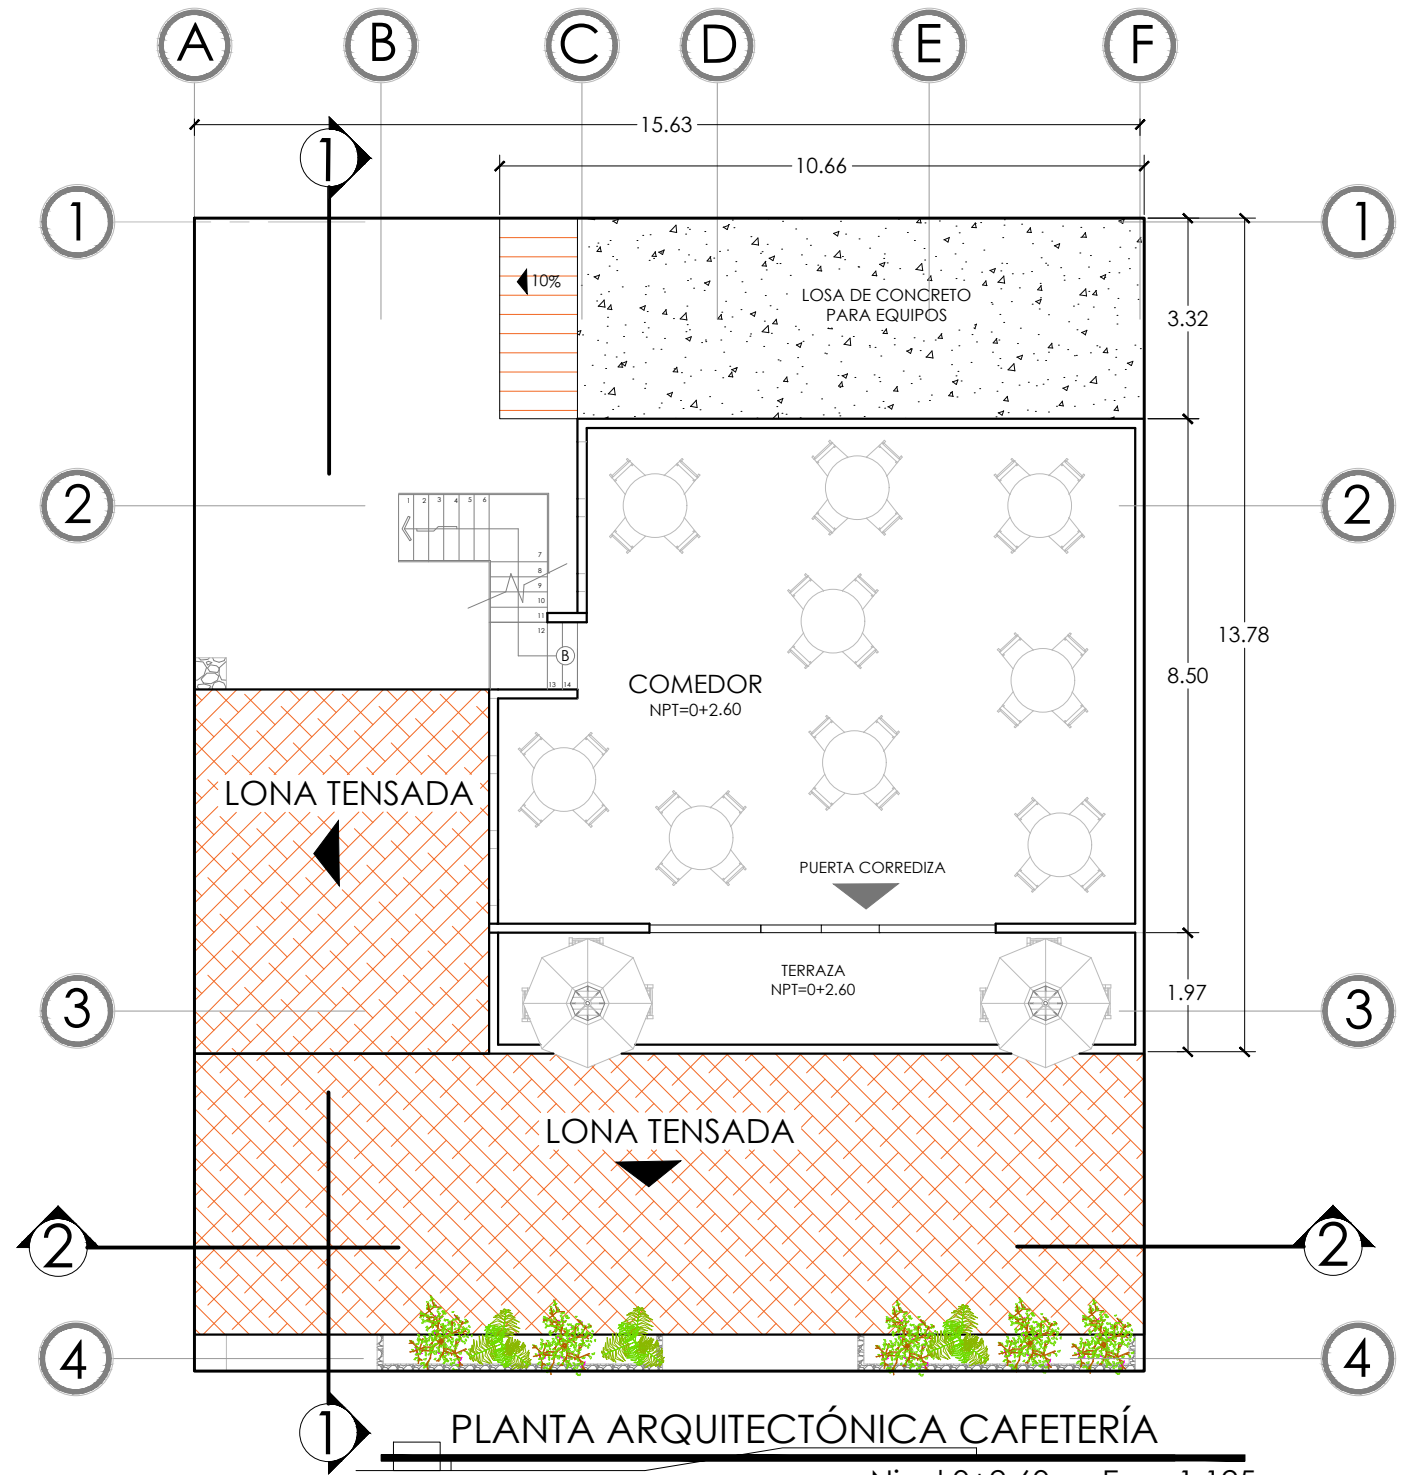 A B C D E F
15.63
1
10.66
1 1
10%
LOSA DE CONCRETO
PARA EQUIPOS
3.32
2 2
1 2 3 4 5 6
7
8
9
10
11
12
13 14
B
13.78
8.50
COMEDOR
NPT=0+2.60
LONA TENSADA
PUERTA CORREDIZA
TERRAZA
NPT=0+2.60
1.97
3 3
LONA TENSADA
2 2
4 4
1
PLANTA ARQUITECTÓNICA CAFETERÍA